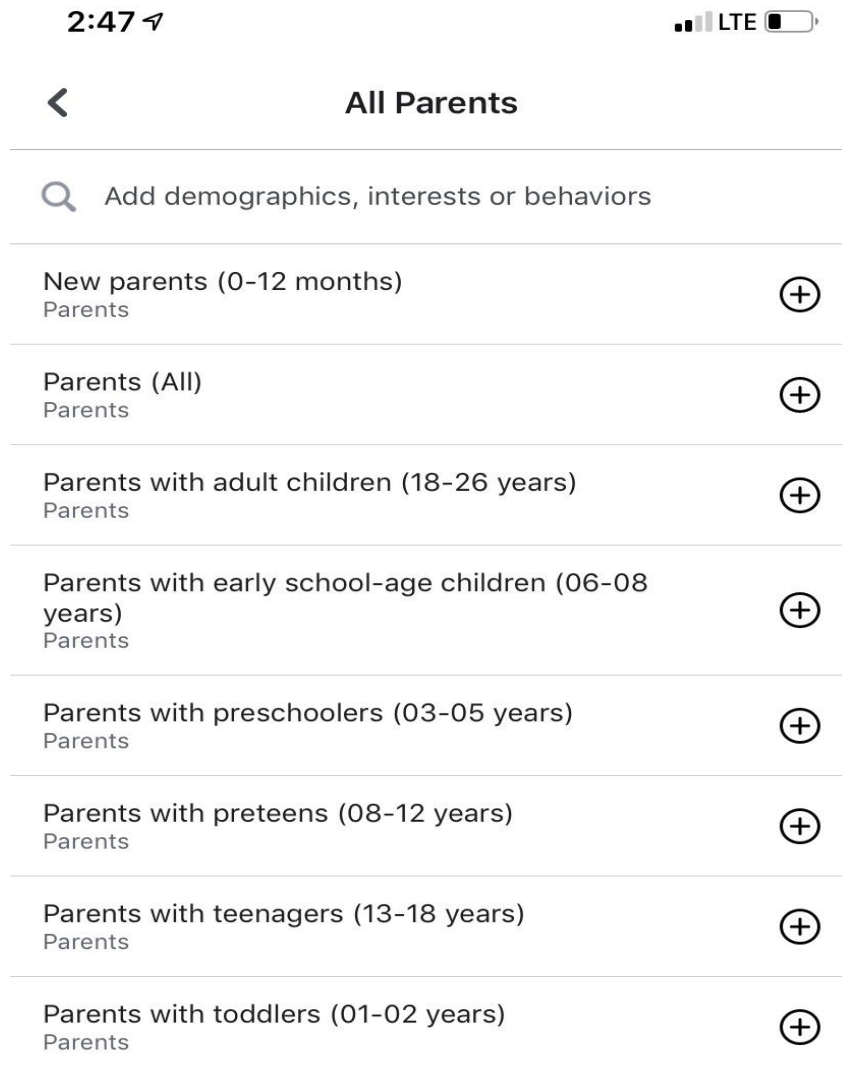 2:47
LTE
All Parents
Add demographics, interests or behaviors
New parents (0-12 months)
Parents
Parents (All)
Parents
Parents with adult children (18-26 years)
Parents
Parents with early school-age children (06-08
years)
Parents
Parents with preschoolers (03-05 years)
Parents
Parents with preteens (08-12 years)
Parents
Parents with teenagers (13-18 years)
Parents
Parents with toddlers (01-02 years)
Parents